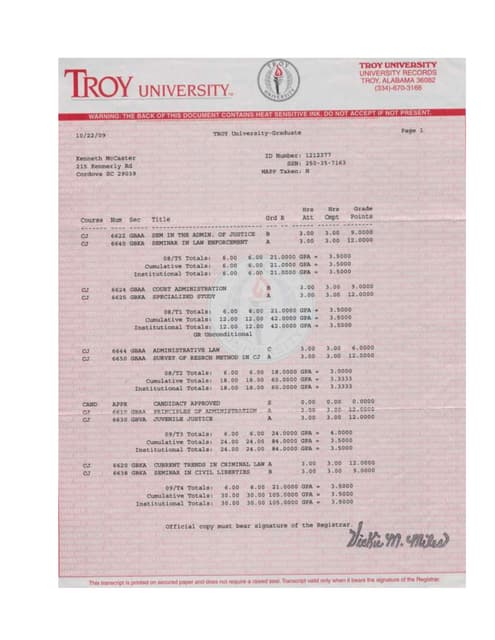 TROY UNIVERSITY
TROY UNIVERSITY
UNIVERSITY RECORDS
TROY, ALABAMA 36082
(334)-670-3166
WARNING: THE BACK OF THIS DOCUMENT CONTAINS HEAT SENSITIVE INK. DO NOT ACCEPT IF NOT PRESENT.
10/22/09 TROY University-Graduate Page 1
Kenneth McCaster ID Number: 1212377
215 Kennerly Rd SSN: 250-35-7163
Cordova SC 29039 WAPP Taken: N
Hrs Hrs Grade
Course Num Sec Title Grd R Att Cmpt Points
CJ 6622 GBAA SEM IN THE ADMIN. OF JUSTICE B 3.00 3.00 9.0000
CJ 6640 GBKA SEMINAR IN LAW ENFORCEMENT A 3.00 3.00 12.0000
08/T5 Totals: 6.00 6.00 21.0000 GPA = 3.5000
Cumulative Totals: 6.00 6.00 21.0000 GPA = 3.5000
Institutional Totals: 6.00 6.00 21.0000 GPA = 3.5000
CJ 6624 GBAA COURT ADMINISTRATION B 3.00 3.00 9.0000
CJ 6625 GBKA SPECIALIZED STUDY A 3.00 3.00 12.0000
08/T1 Totals: 6.00 6.00 21.0000 GPA = 3.5000
Cumulative Totals: 12.00 12.00 42.0000 GPA = 3.5000
Institutional Totals: 12.00 12.00 42.0000 GPA = 3.5000
GR Unconditional
CJ 6644 GBAA ADMINISTRATIVE LAW C 3.00 3.00 6.0000
CJ 6650 GBAA SURVEY OF RESRCH METHOD IN CJ A 3.00 3.00 12.0000
08/T2 Totals: 6.00 6.00 18.0000 GPA = 3.0000
Cumulative Totals: 18.00 18.00 60.0000 GPA = 3.3333
Institutional Totals: 18.00 18.00 60.0000 GPA = 3.3333
CAND APPR CANDIDACY APPROVED S 0.00 0.00 0.0000
CJ 6610 GBAA PRINCIPLES OF ADMINISTRATION A 3.00 3.00 12.0000
CJ 6630 GBVA JUVENILE JUSTICE A 3.00 3.00 12.0000
09/T3 Totals: 6.00 6.00 24.0000 GPA = 4.0000
Cumulative Totals: 24.00 24.00 84.0000 GPA = 3.5000
Institutional Totals: 24.00 24.00 84.0000 GPA = 3.5000
CJ 6620 GBKA CURRENT TRENDS IN CRIMINAL LAW A 3.00 3.00 12.0000
CJ 6638 GBKA SEMINAR IN CIVIL LIBERTIES B 3.00 3.00 9.0000
09/T4 Totals: 6.00 6.00 21.0000 GPA = 3.5000
Cumulative Totals: 30.00 30.00 105.0000 GPA = 3.5000
Institutional Totals: 30.00 30.00 105.0000 GPA = 3.5000
Official copy must bear signature of the Registrar.
Vickie M. Miles
This transcript is printed on secured paper and does not require a raised seal. Transcript valid only when it bears the signature of the Registrar.